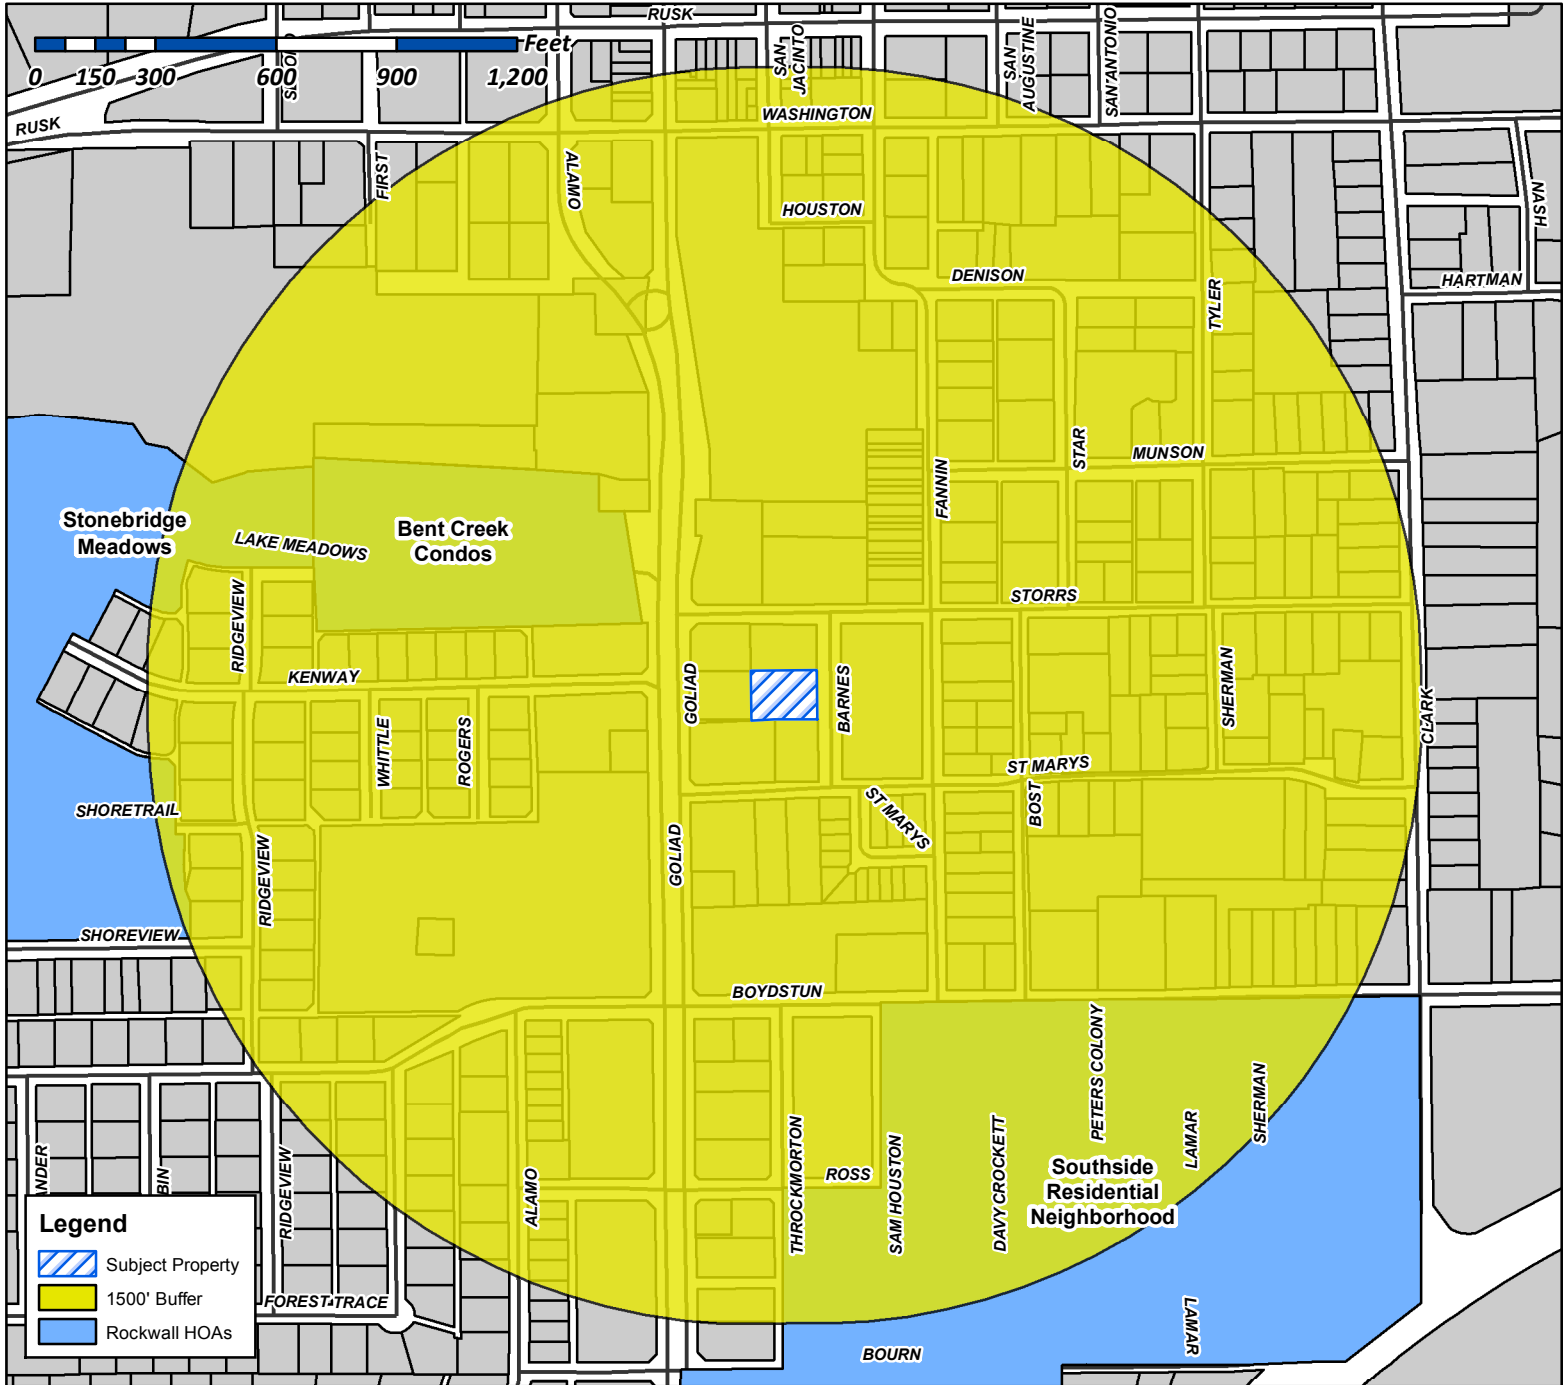 RUSK
Feet
0 150 300 600 900 1,200
SAN
JACINTO
SAN
AUGUSTINE
SAN ANTONIO
RUSK
WASHINGTON
FIRST
ALAMO
HOUSTON
NASH
DENISON
HARTMAN
TYLER
STAR
MUNSON
FANNIN
Stonebridge
Meadows
LAKE MEADOWS
Bent Creek
Condos
RIDGEVIEW
STORRS
KENWAY
GOLIAD
BARNES
SHERMAN
CLARK
WHITTLE
ROGERS
ST MARYS
SHORETRAIL
ST MARYS
BOST
RIDGEVIEW
GOLIAD
SHOREVIEW
BOYDSTUN
PETERS COLONY
SHERMAN
LAMAR
DAVY CROCKETT
THROCKMORTON
SAM HOUSTON
ROSS
ALAMO
RIDGEVIEW
ANDER
BIN
Southside
Residential
Neighborhood
Legend
Subject Property
1500' Buffer
Rockwall HOAs
FOREST TRACE
LAMAR
BOURN